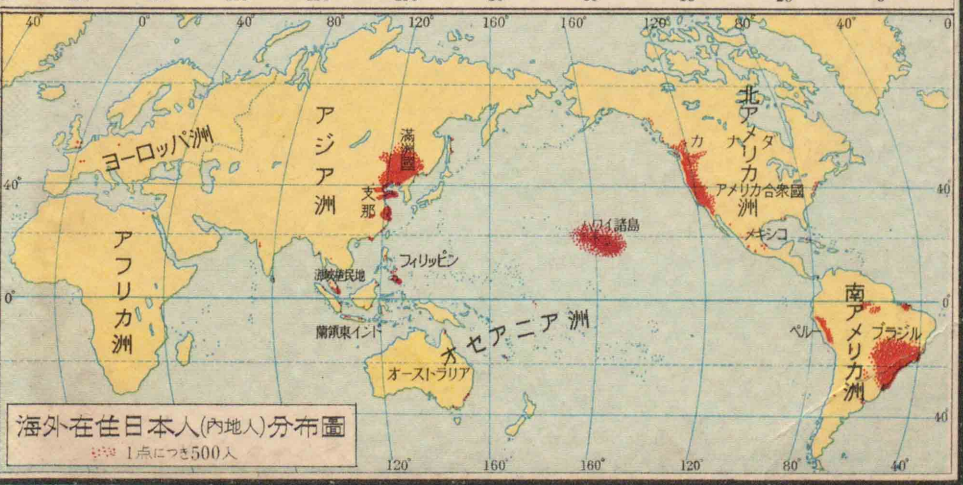 40° 0° 40° 80° 120° 160° 160° 120° 80° 40° 0
ヨーロッパ洲
アジア洲
滿洲國
支那
アフリカ洲
フィリッピン
蘭領東インド
オセアニア洲
オーストラリア
ハワイ諸島
北アメリカ洲
カナダ
アメリカ合衆國
メキシコ
南アメリカ洲
ペルー
ブラジル
40°
0°
40°
0°
40
海外在住日本人(內地人)分布圖
1点につき500人
120° 160° 160° 120° 80° 40°